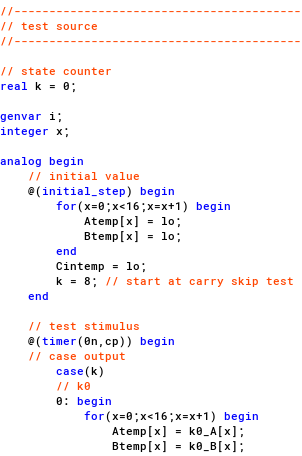 //-----------------------------------------
// test source
//-----------------------------------------

// state counter
real k = 0;

genvar i;
integer x;

analog begin
    // initial value
    @(initial_step) begin
        for(x=0;x<16;x=x+1) begin
            Atemp[x] = lo;
            Btemp[x] = lo;
        end
        Cintemp = lo;
        k = 8; // start at carry skip test
    end

    // test stimulus
    @(timer(0n,cp)) begin
    // case output
        case(k)
        // k0
        0: begin
            for(x=0;x<16;x=x+1) begin
                Atemp[x] = k0_A[x];
                Btemp[x] = k0_B[x];